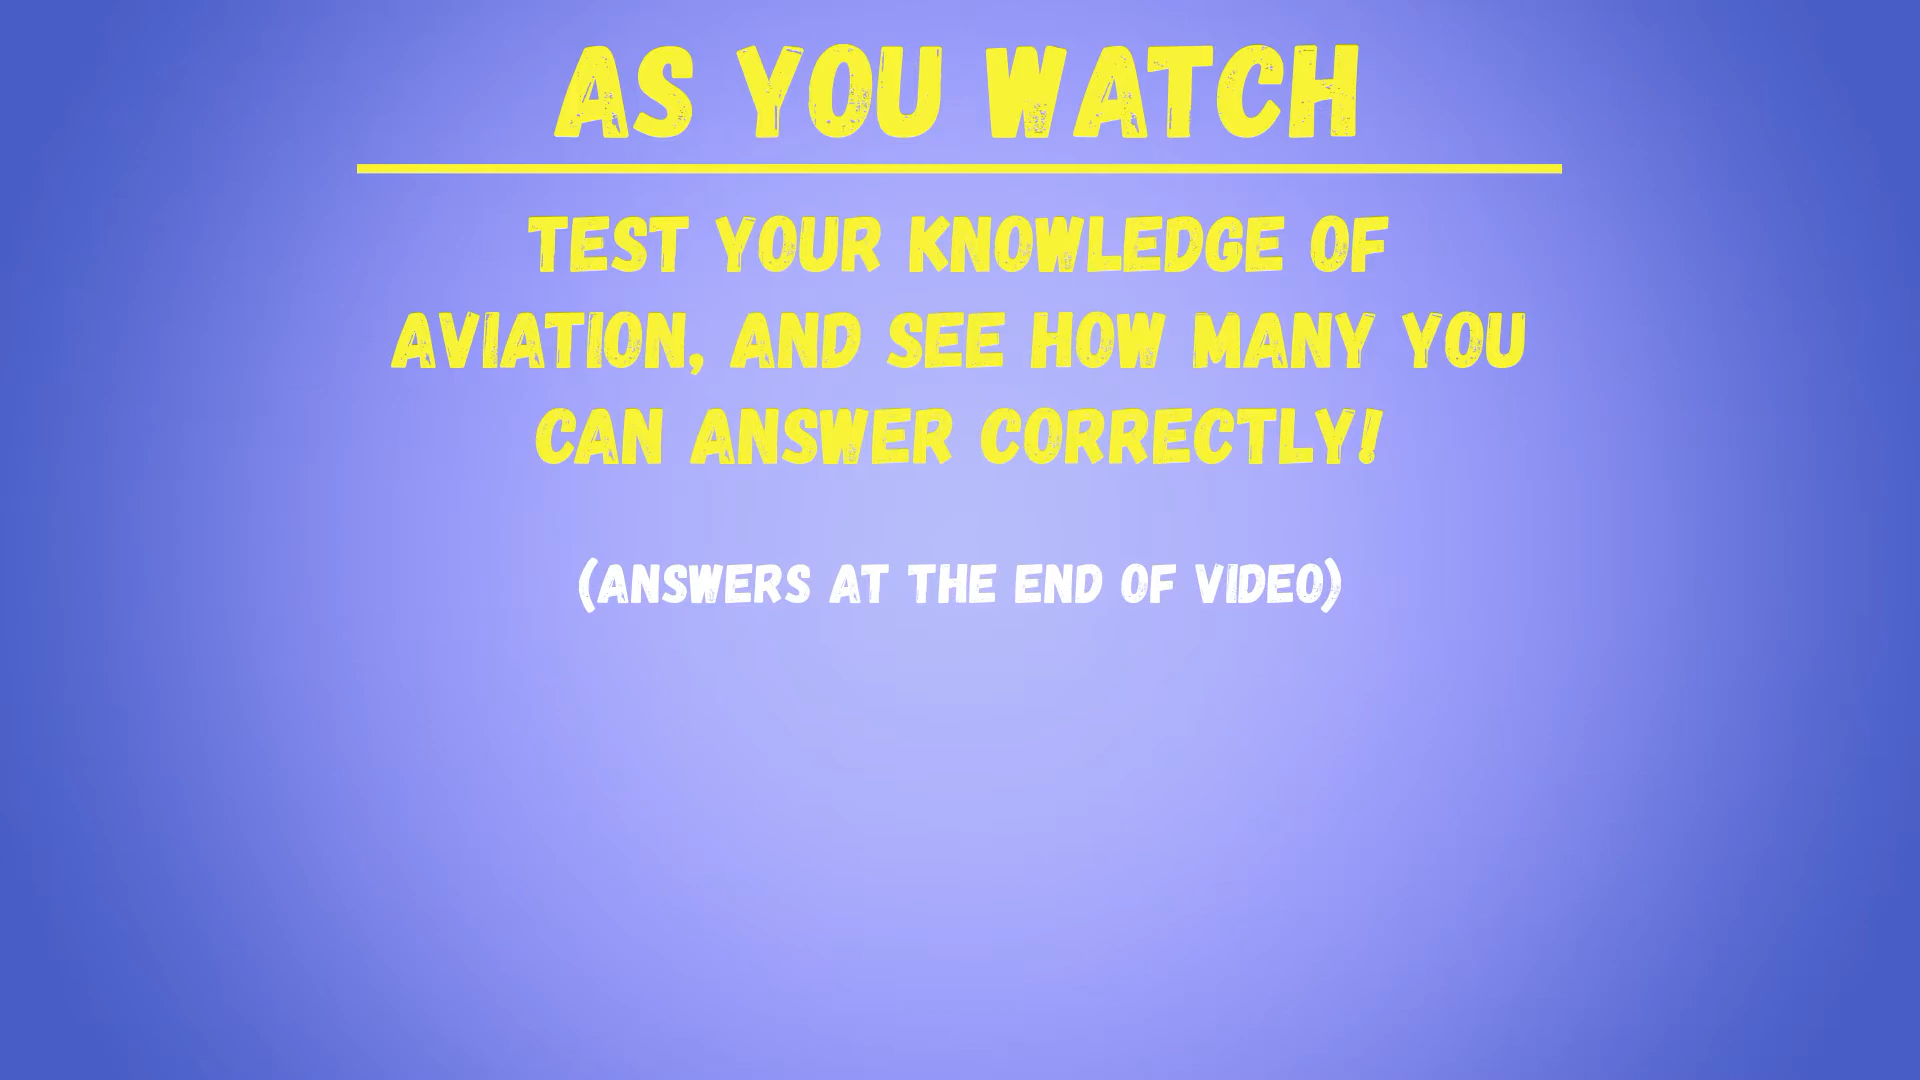 AS YOU WATCH
TEST YOUR KNOWLEDGE OF
AVIATION, AND SEE HOW MANY YOU
CAN ANSWER CORRECTLY!
(ANSWERS AT THE END OF VIDEO)